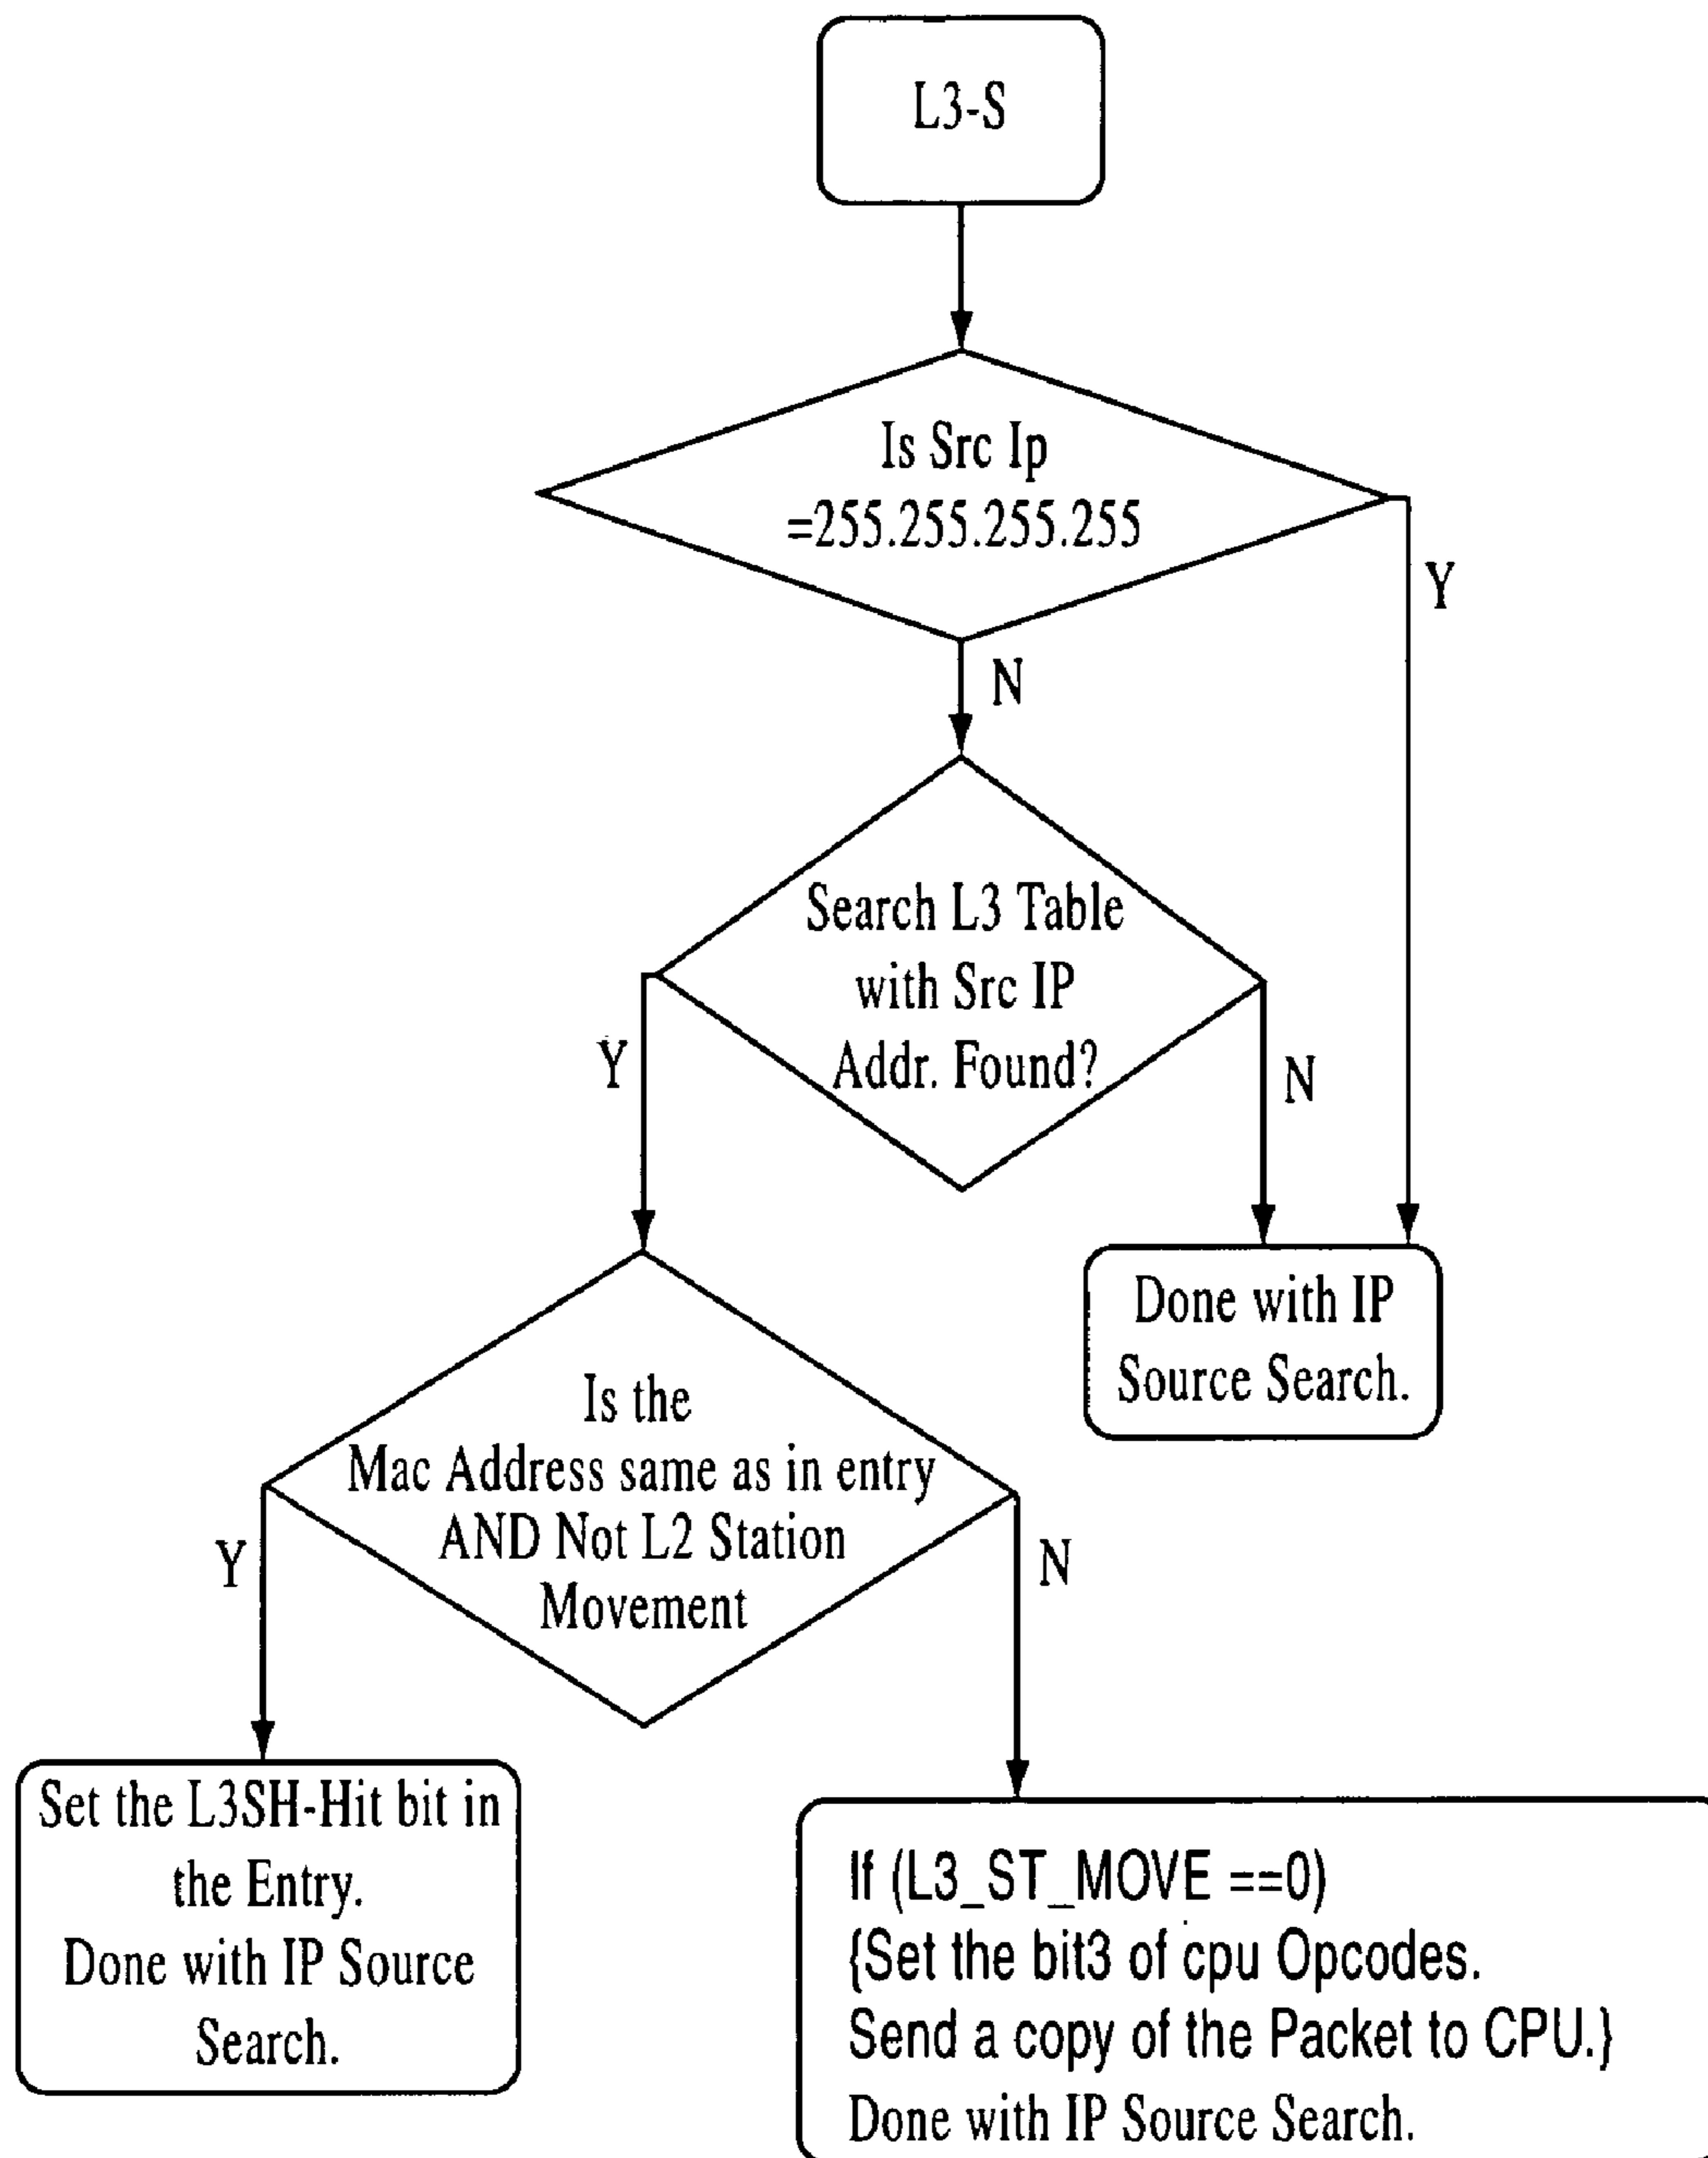 L3-S
Is Src Ip
=255.255.255.255
Y
N
Search L3 Table
with Src IP
Addr. Found?
Y
N
Done with IP
Source Search.
Is the
Mac Address same as in entry
AND Not L2 Station
Movement
Y
N
Set the L3SH-Hit bit in
the Entry.
Done with IP Source
Search.
If (L3_ST_MOVE ==0)
{Set the bit3 of cpu Opcodes.
Send a copy of the Packet to CPU.}
Done with IP Source Search.